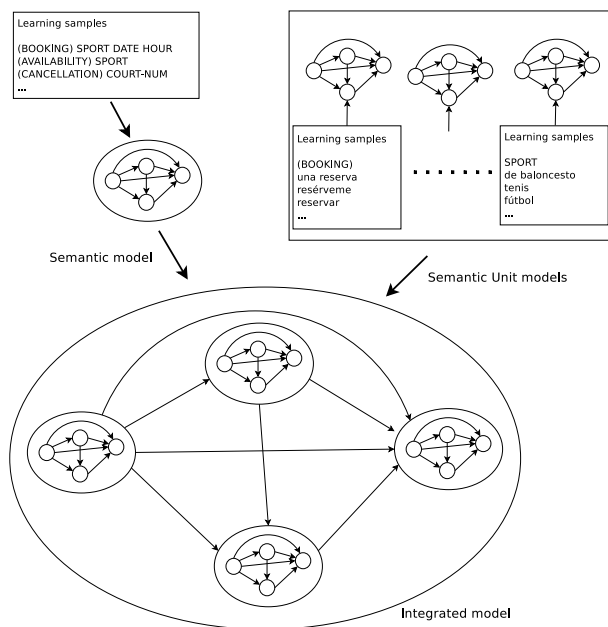 Learning samples
(BOOKING) SPORT DATE HOUR
(AVAILABILITY) SPORT
(CANCELLATION) COURT-NUM
...
Learning samples
(BOOKING)
una reserva
resérveme
reservar
...
Learning samples
SPORT
de baloncesto
tenis
fútbol
...
Semantic model
Semantic Unit models
Integrated model